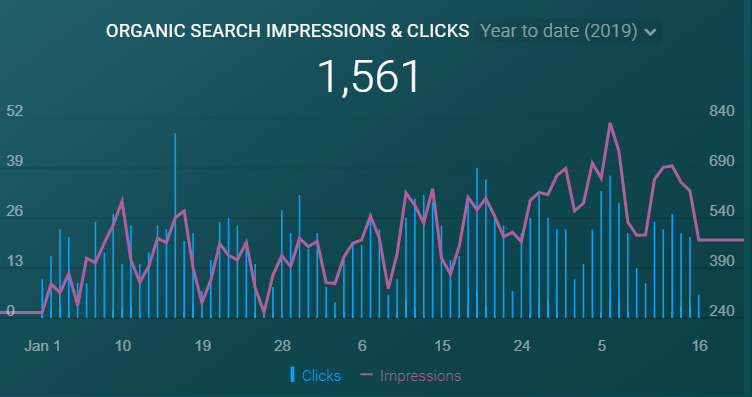 ORGANIC SEARCH IMPRESSIONS & CLICKS Year to date (2019)
1,561
52 840
39 690
26 540
13 390
0 240
Jan 1 10 19 28 6 15 24 5 16
Clicks Impressions